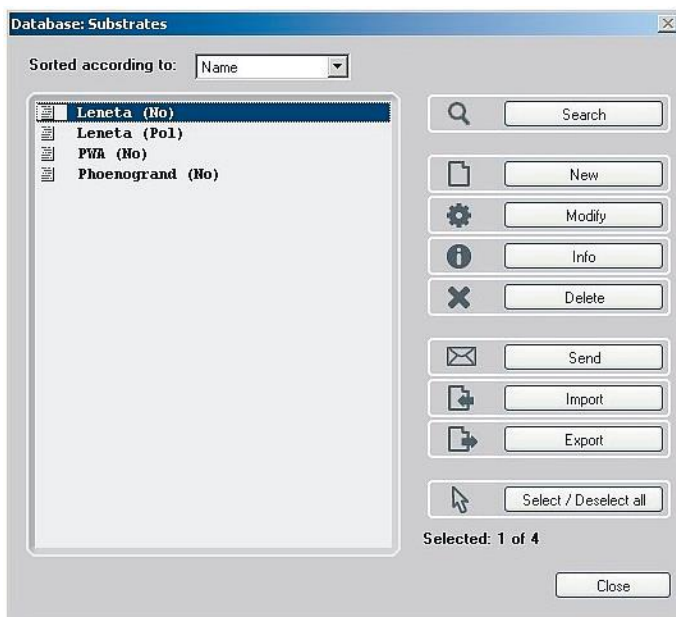 Database: Substrates
Sorted according to: Name
Leneta (No)
Leneta (Pol)
PWA (No)
Phoenogrand (No)
Search
New
Modify
Info
Delete
Send
Import
Export
Select / Deselect all
Selected: 1 of 4
Close